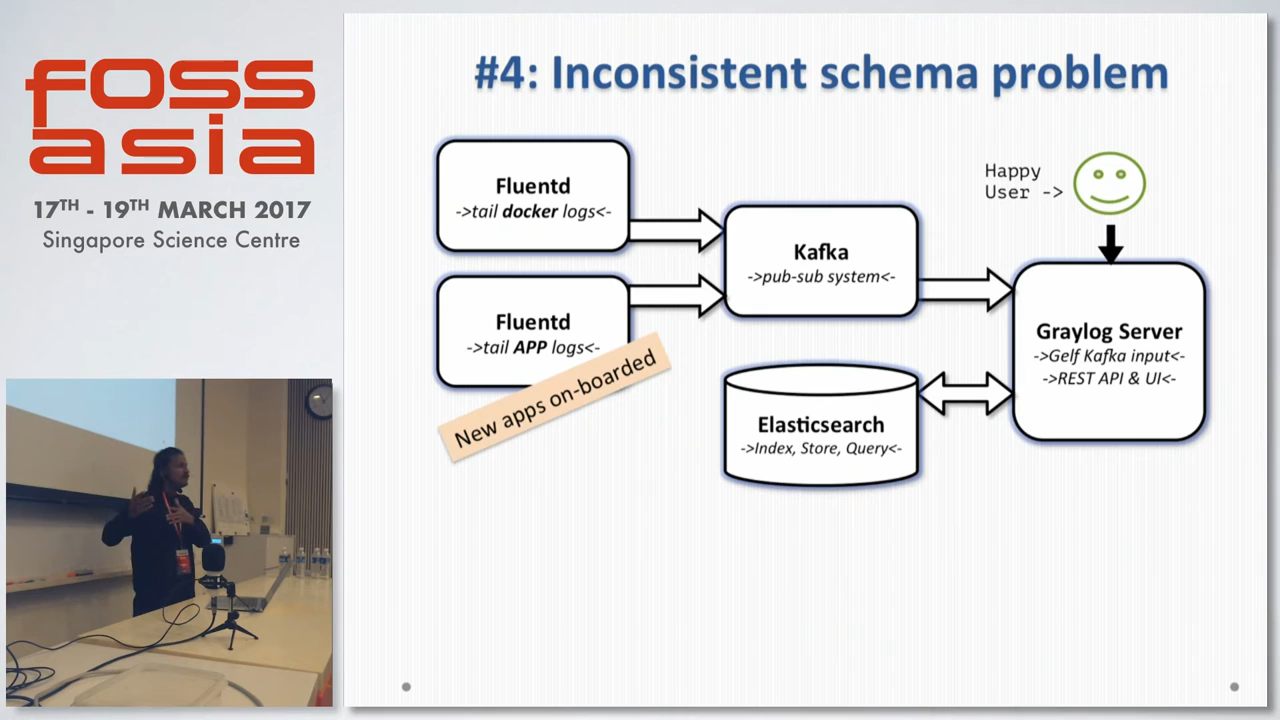 foss
asia
17TH - 19TH MARCH 2017
Singapore Science Centre
#4: Inconsistent schema problem
Fluentd
->tail docker logs<-
Fluentd
->tail APP logs<-
New apps on-boarded
Kafka
->pub-sub system<-
Elasticsearch
->Index, Store, Query<-
Happy
User ->
Graylog Server
->Gelf Kafka input<-
->REST API & UI<-